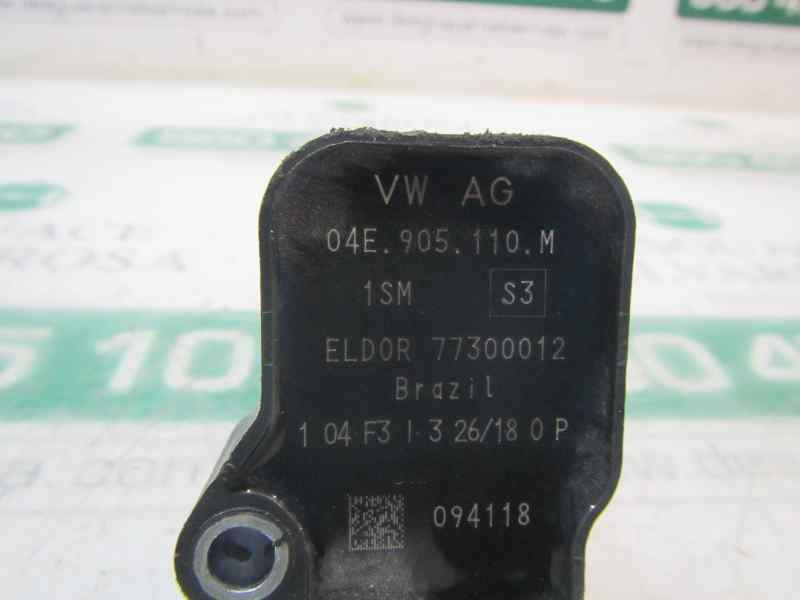 VW AG
04E.905.110.M
1SM S3
ELDOR 77300012
Brazil
1 04 F3 I-3 26/18 0 P
094118